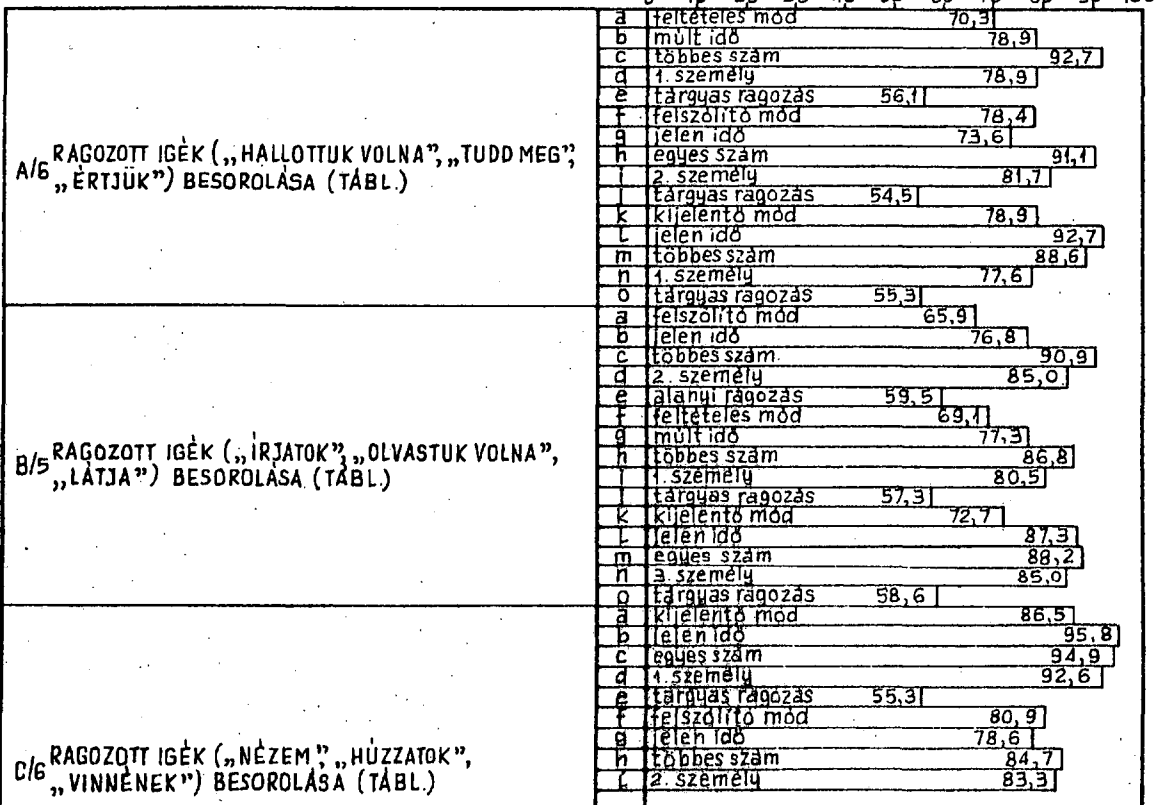 a feltételes mód 70,3
b múlt idő 78,9
c többes szám 92,7
d 1. személy 78,9
e tárgyas ragozás 56,1
f felszólító mód 78,4
g jelen idő 73,6
h egyes szám 91,1
i 2. személy 81,7
j tárgyas ragozás 54,5
k kijelentő mód 78,9
l jelen idő 92,7
m többes szám 88,6
n 1. személy 77,6
o tárgyas ragozás 55,3
A/6 RAGOZOTT IGÉK („HALLOTTUK VOLNA”, „TUDD MEG”,
„ÉRTJÜK”) BESOROLÁSA (TÁBL.)
a felszólító mód 65,9
b jelen idő 76,8
c többes szám 90,9
d 2. személy 85,0
e alanyi ragozás 59,5
f feltételes mód 69,1
g múlt idő 77,3
h többes szám 86,8
i 1. személy 80,5
j tárgyas ragozás 57,3
k kijelentő mód 72,7
l jelen idő 87,3
m egyes szám 88,2
n 3. személy 85,0
o tárgyas ragozás 58,6
B/5 RAGOZOTT IGÉK („ÍRJATOK”, „OLVASTUK VOLNA”,
„LÁTJA”) BESOROLÁSA (TÁBL.)
a kijelentő mód 86,5
b jelen idő 95,8
c egyes szám 94,9
d 1. személy 92,6
e tárgyas ragozás 55,3
f felszólító mód 80,9
g jelen idő 78,6
h többes szám 84,7
i 2. személy 83,3
C/6 RAGOZOTT IGÉK („NÉZEM”, „HÚZZATOK”,
„VINNÉNEK”) BESOROLÁSA (TÁBL.)